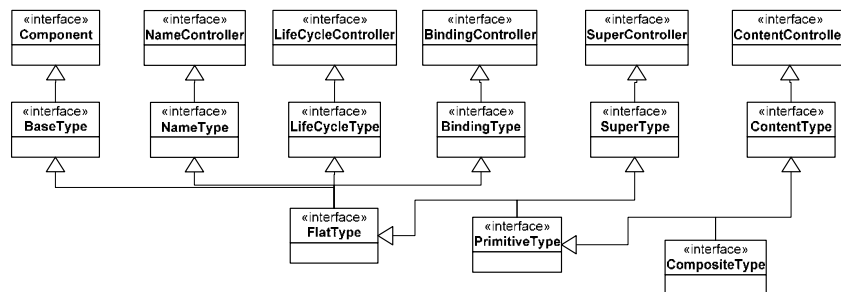 «interface»
Component
«interface»
NameController
«interface»
LifeCycleController
«interface»
BindingController
«interface»
SuperController
«interface»
ContentController
«interface»
BaseType
«interface»
NameType
«interface»
LifeCycleType
«interface»
BindingType
«interface»
SuperType
«interface»
ContentType
«interface»
FlatType
«interface»
PrimitiveType
«interface»
CompositeType